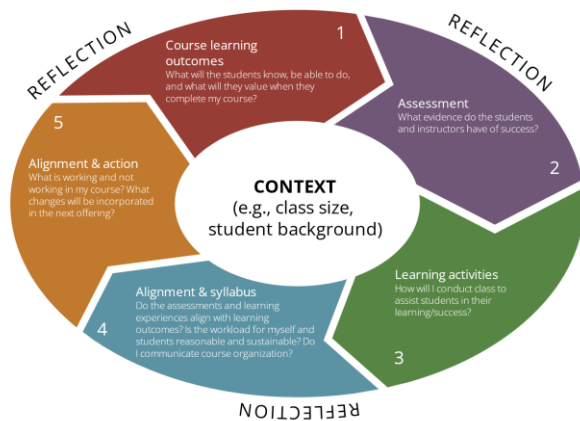 REFLECTION
REFLECTION
1
Course learning
outcomes
What will the students know, be able to do,
and what will they value when they
complete my course?
Assessment
What evidence do the students
and instructors have of success?
2
5
Alignment & action
What is working and not
working in my course? What
changes will be incorporated
in the next offering?
CONTEXT
(e.g., class size,
student background)
Learning activities
How will I conduct class to
assist students in their
learning/success?
3
Alignment & syllabus
Do the assessments and learning
experiences align with learning
outcomes? Is the workload for myself and
students reasonable and sustainable? Do
I communicate course organization?
4
REFLECTION